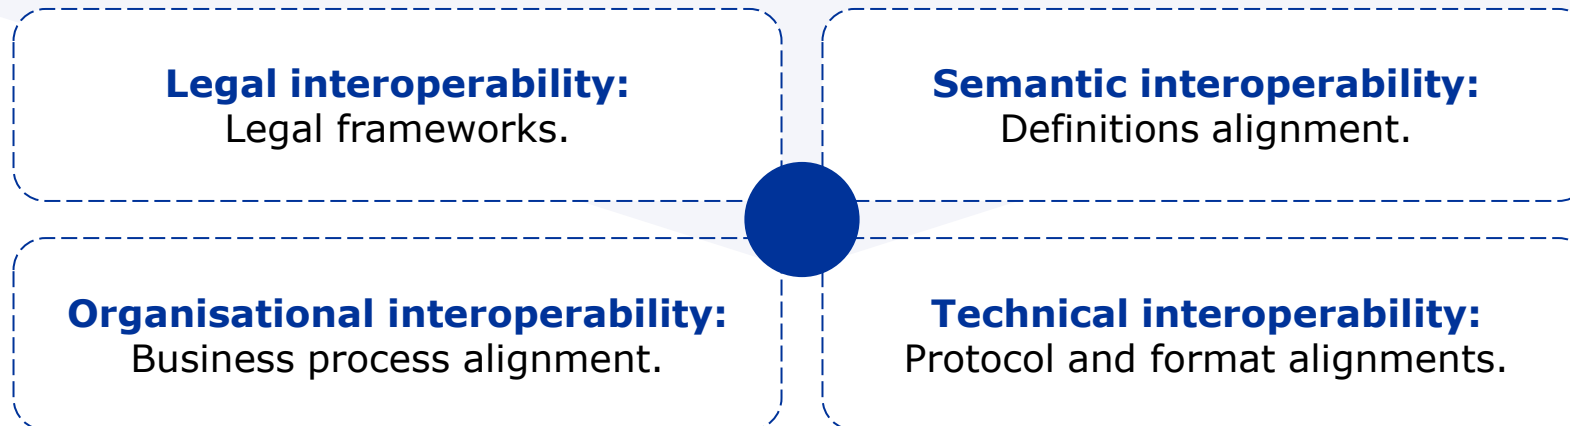 Legal interoperability:
Legal frameworks.
Semantic interoperability:
Definitions alignment.
Organisational interoperability:
Business process alignment.
Technical interoperability:
Protocol and format alignments.